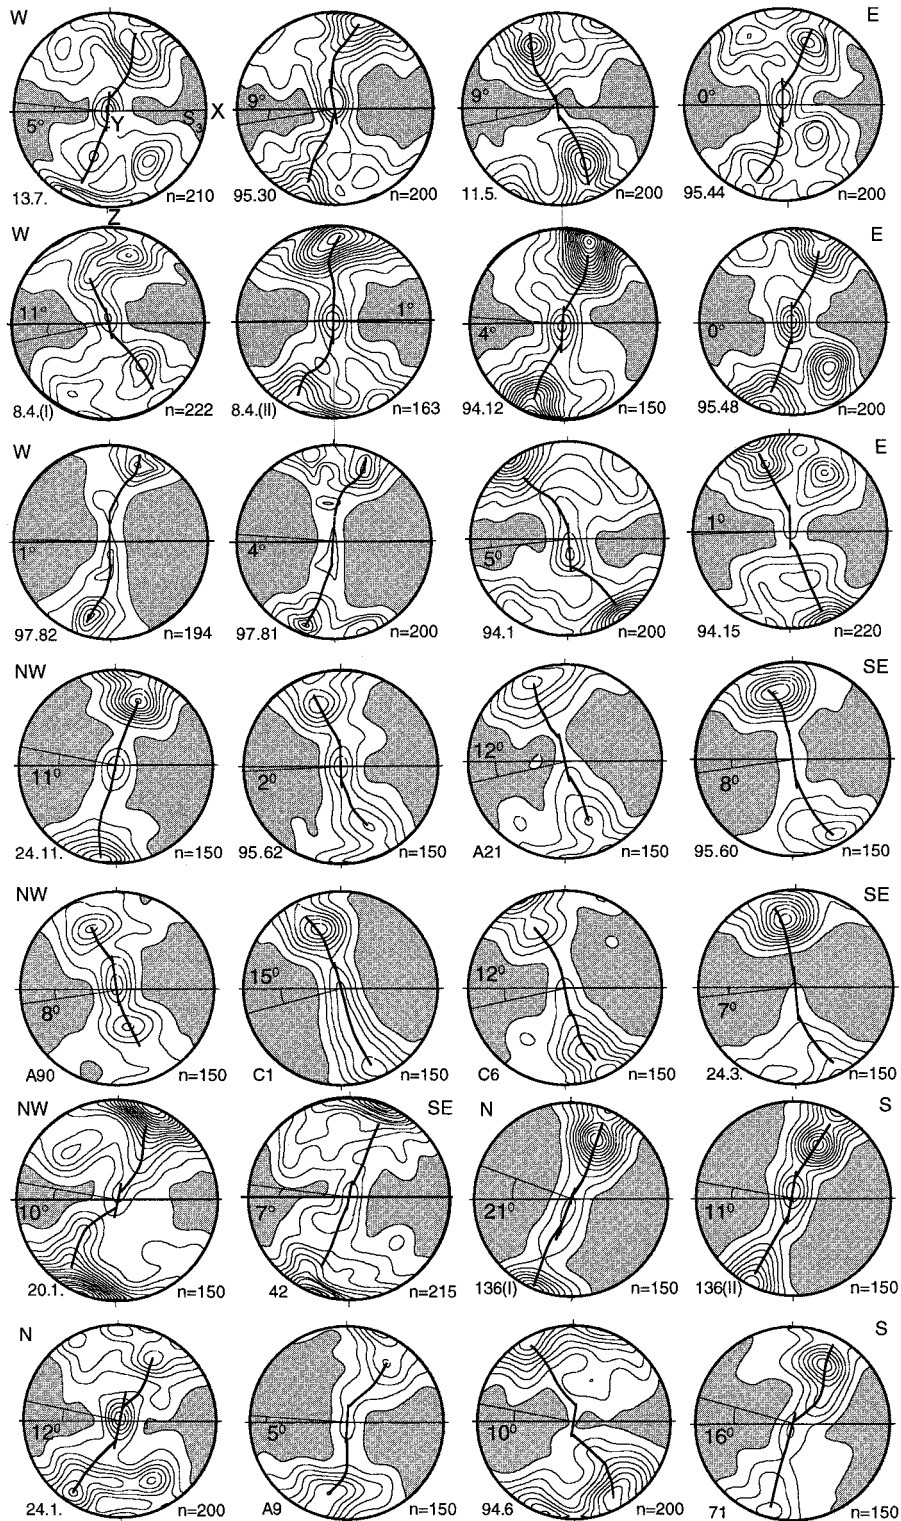 W E
5° Y S3 X 9° 9° 0°
13.7. n=210 95.30 n=200 11.5. n=200 95.44 n=200
Z
W E
11° 1° 4° 0°
8.4.(I) n=222 8.4.(II) n=163 94.12 n=150 95.48 n=200
W E
1° 4° 5° 1°
97.82 n=194 97.81 n=200 94.1 n=200 94.15 n=220
NW SE
11° 2° 12° 8°
24.11. n=150 95.62 n=150 A21 n=150 95.60 n=150
NW SE
8° 15° 12° 7°
A90 n=150 C1 n=150 C6 n=150 24.3. n=150
NW SE N S
10° 7° 21° 11°
20.1. n=150 42 n=215 136(I) n=150 136(II) n=150
N S
12° 5° 10° 16°
24.1. n=200 A9 n=150 94.6 n=200 71 n=150